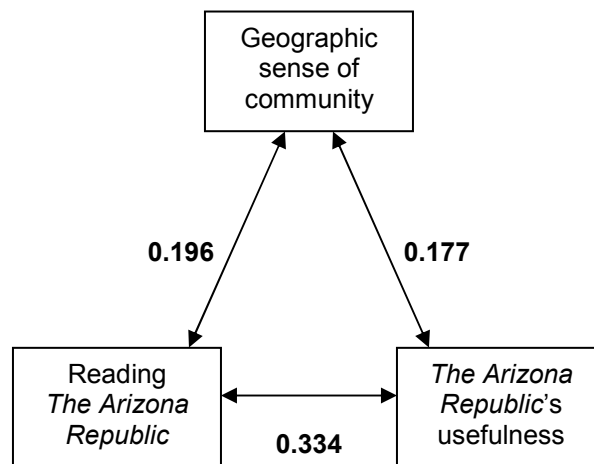 Geographic
sense of
community
0.196
0.177
Reading
The Arizona
Republic
The Arizona
Republic's
usefulness
0.334